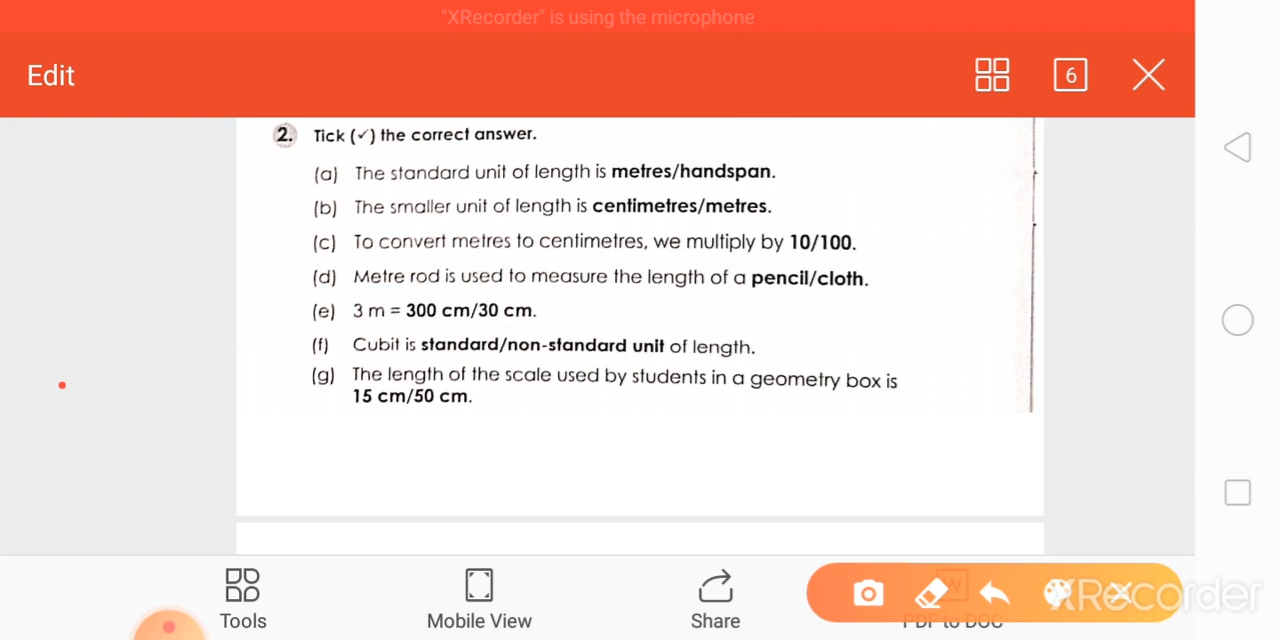 "XRecorder" is using the microphone
Edit
6
2. Tick (✓) the correct answer.
(a) The standard unit of length is metres/handspan.
(b) The smaller unit of length is centimetres/metres.
(c) To convert metres to centimetres, we multiply by 10/100.
(d) Metre rod is used to measure the length of a pencil/cloth.
(e) 3 m = 300 cm/30 cm.
(f) Cubit is standard/non-standard unit of length.
(g) The length of the scale used by students in a geometry box is
15 cm/50 cm.
W
XRecorder
Tools
Mobile View
Share
PDF to DOC